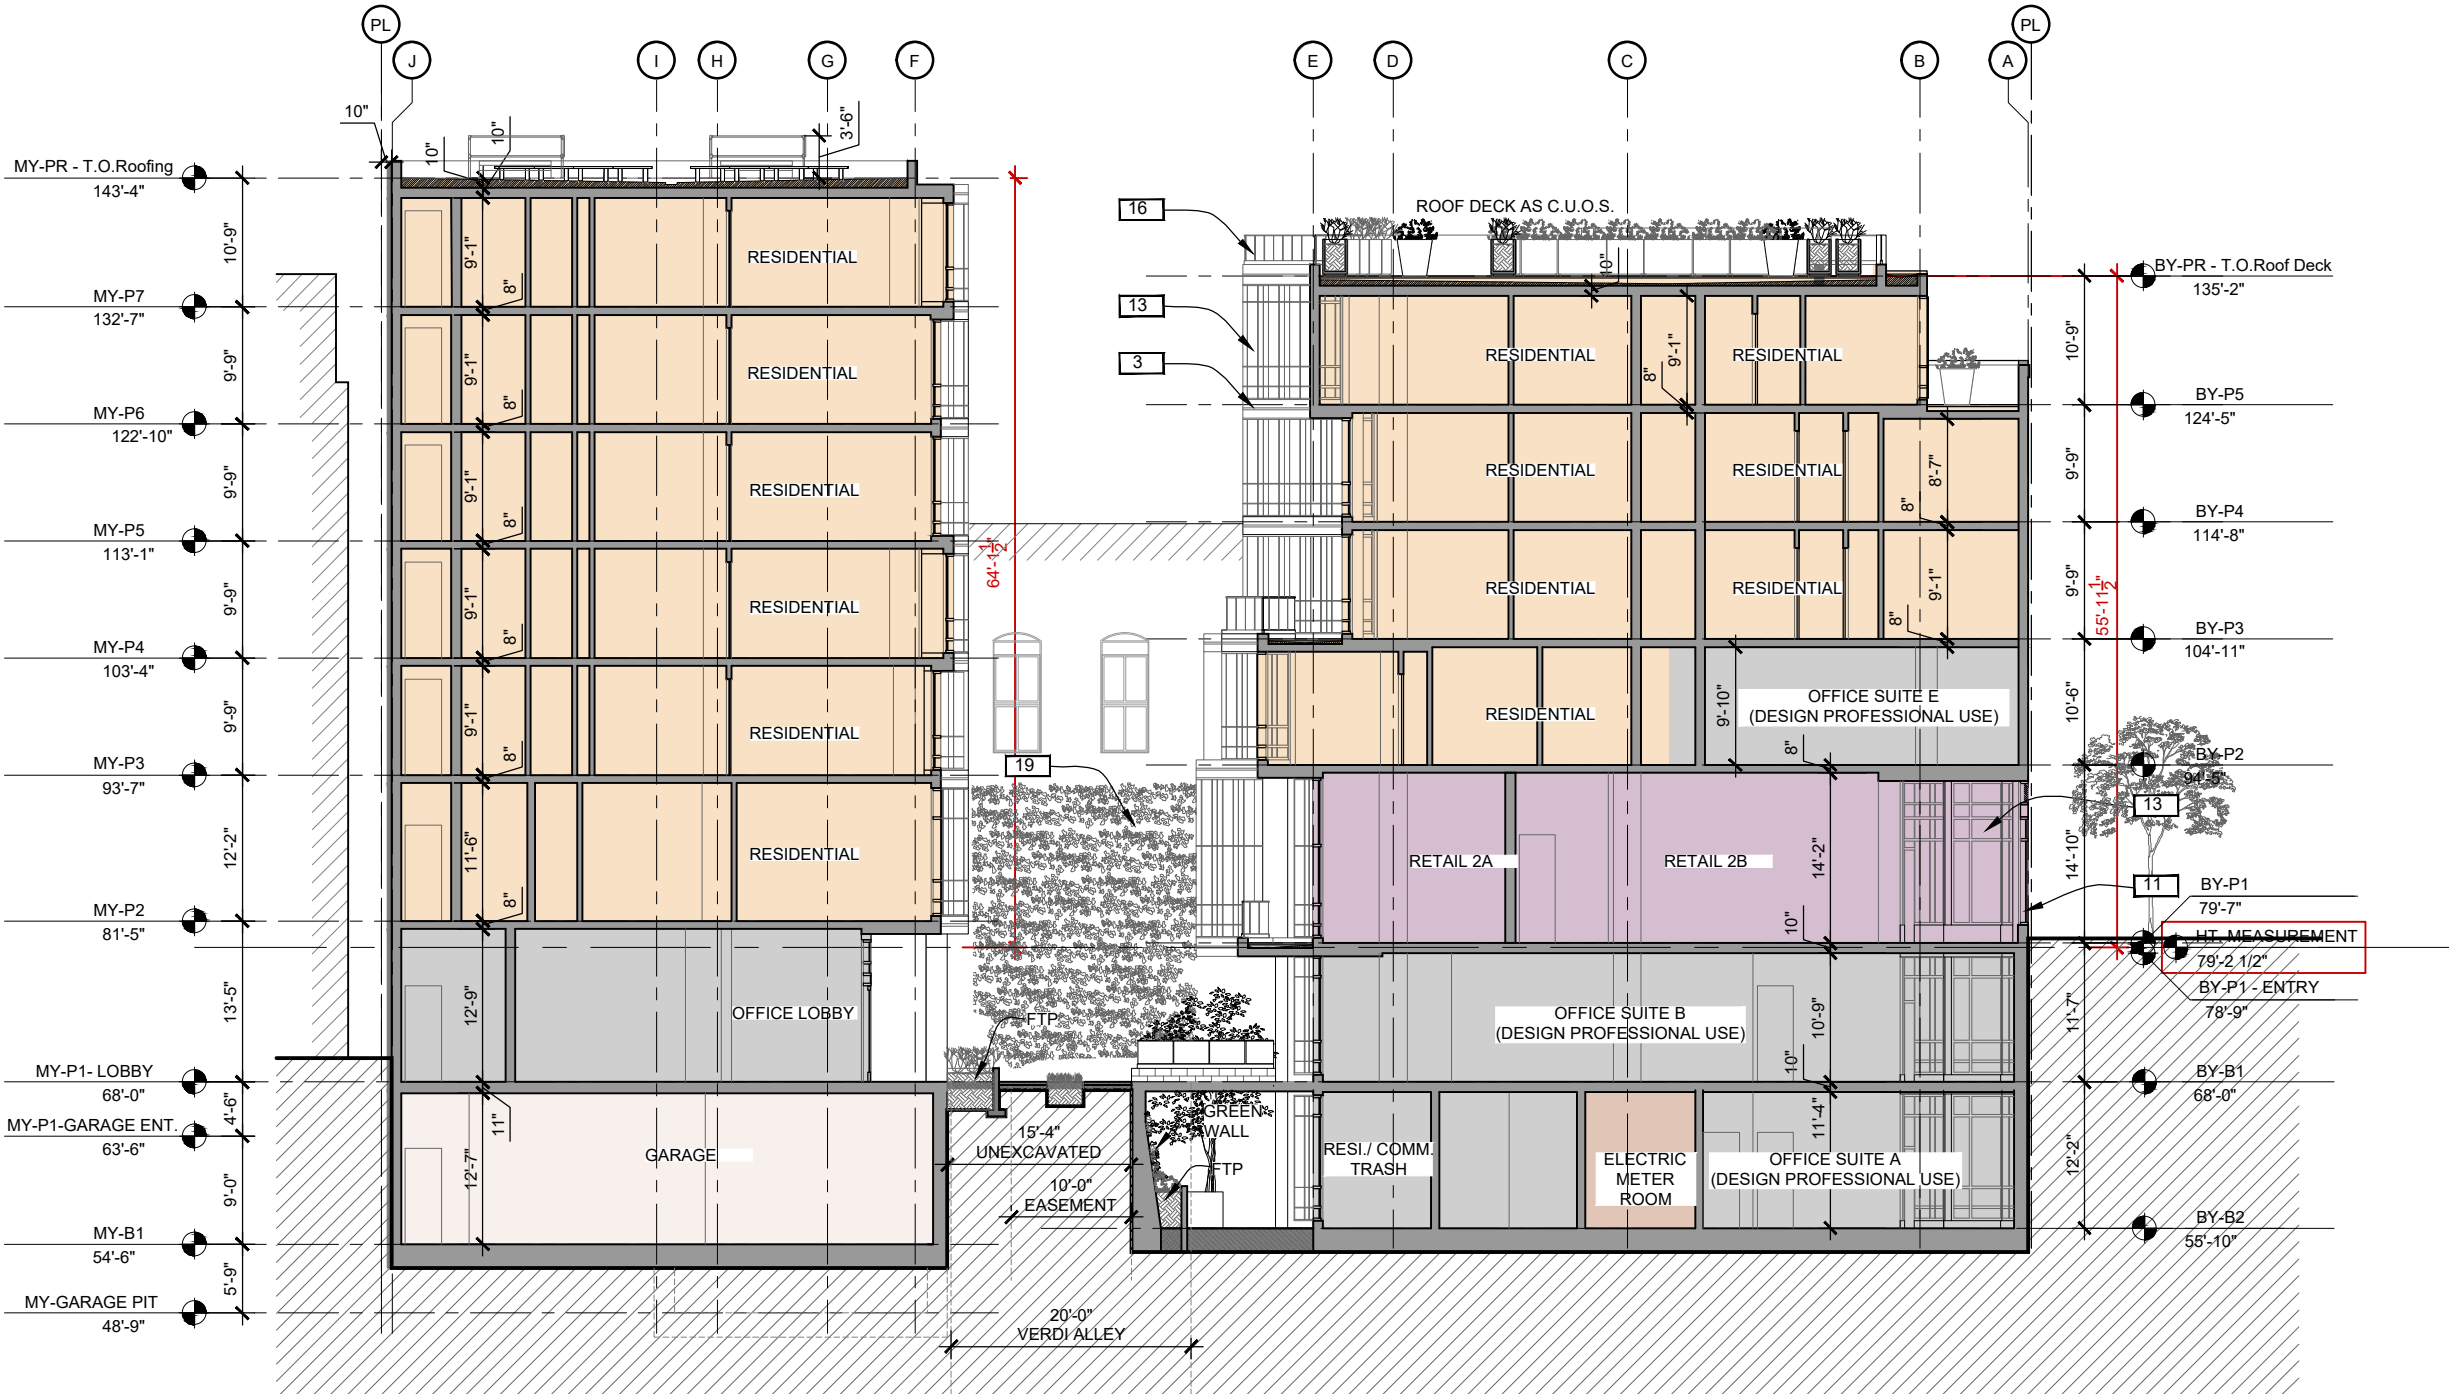 PL
J
I
H
G
F
E
D
C
B
A
PL
10"
10"
10"
3'-6"
MY-PR - T.O.Roofing
143'-4"
10'-9"
MY-P7
132'-7"
9'-9"
MY-P6
122'-10"
9'-9"
MY-P5
113'-1"
9'-9"
MY-P4
103'-4"
9'-9"
MY-P3
93'-7"
12'-2"
MY-P2
81'-5"
13'-5"
MY-P1- LOBBY
68'-0"
4'-6"
MY-P1-GARAGE ENT.
63'-6"
9'-0"
MY-B1
54'-6"
5'-9"
MY-GARAGE PIT
48'-9"
9'-1"
RESIDENTIAL
8"
9'-1"
RESIDENTIAL
8"
9'-1"
RESIDENTIAL
8"
9'-1"
RESIDENTIAL
8"
9'-1"
RESIDENTIAL
8"
11'-6"
RESIDENTIAL
8"
12'-9"
OFFICE LOBBY
11"
12'-7"
GARAGE
64'-1 1/2"
19
FTP
15'-4"
UNEXCAVATED
10'-0"
EASEMENT
20'-0"
VERDI ALLEY
GREEN
WALL
FTP
16
13
3
ROOF DECK AS C.U.O.S.
10"
RESIDENTIAL
8"
9'-1"
RESIDENTIAL
RESIDENTIAL
RESIDENTIAL
8"
8'-7"
RESIDENTIAL
RESIDENTIAL
8"
9'-1"
RESIDENTIAL
9'-10"
OFFICE SUITE E
(DESIGN PROFESSIONAL USE)
8"
RETAIL 2A
RETAIL 2B
14'-2"
10"
OFFICE SUITE B
(DESIGN PROFESSIONAL USE)
10'-9"
10"
RESI./ COMM.
TRASH
ELECTRIC
METER
ROOM
OFFICE SUITE A
(DESIGN PROFESSIONAL USE)
11'-4"
BY-PR - T.O.Roof Deck
135'-2"
10'-9"
BY-P5
124'-5"
9'-9"
BY-P4
114'-8"
9'-9"
55'-11 1/2"
BY-P3
104'-11"
10'-6"
BY-P2
94'-5"
13
14'-10"
11
BY-P1
79'-7"
HT. MEASUREMENT
79'-2 1/2"
BY-P1 - ENTRY
78'-9"
11'-7"
BY-B1
68'-0"
12'-2"
BY-B2
55'-10"